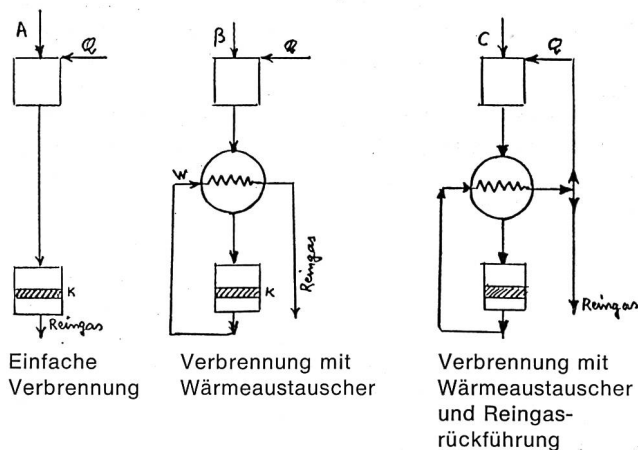 A
Q
K
Reingas
Einfache
Verbrennung
B
Q
W
K
Reingas
Verbrennung mit
Wärmeaustauscher
C
Q
Reingas
Verbrennung mit
Wärmeaustauscher
und Reingas-
rückführung